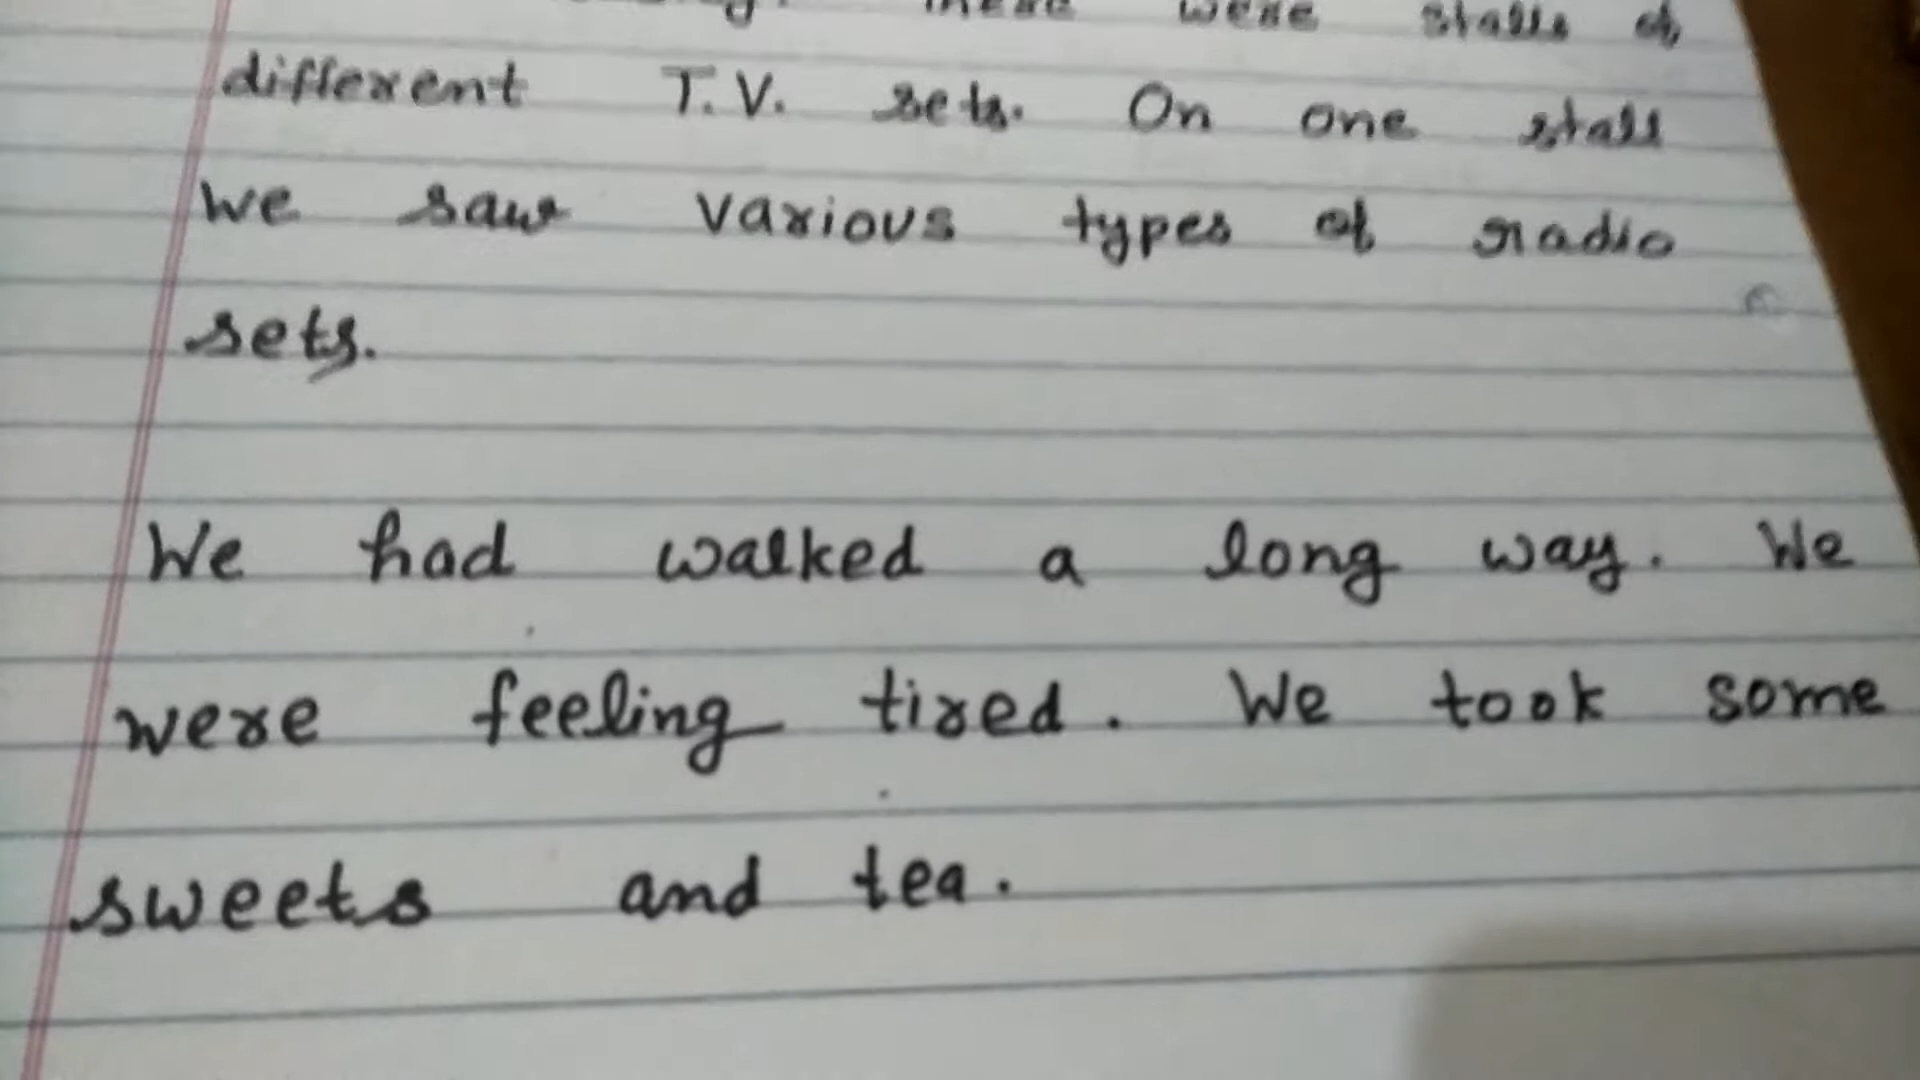 There were stalls of
different T.V. sets. On one stall
we saw various types of radio
sets.
We had walked a long way. We
were feeling tired. We took some
sweets and tea.